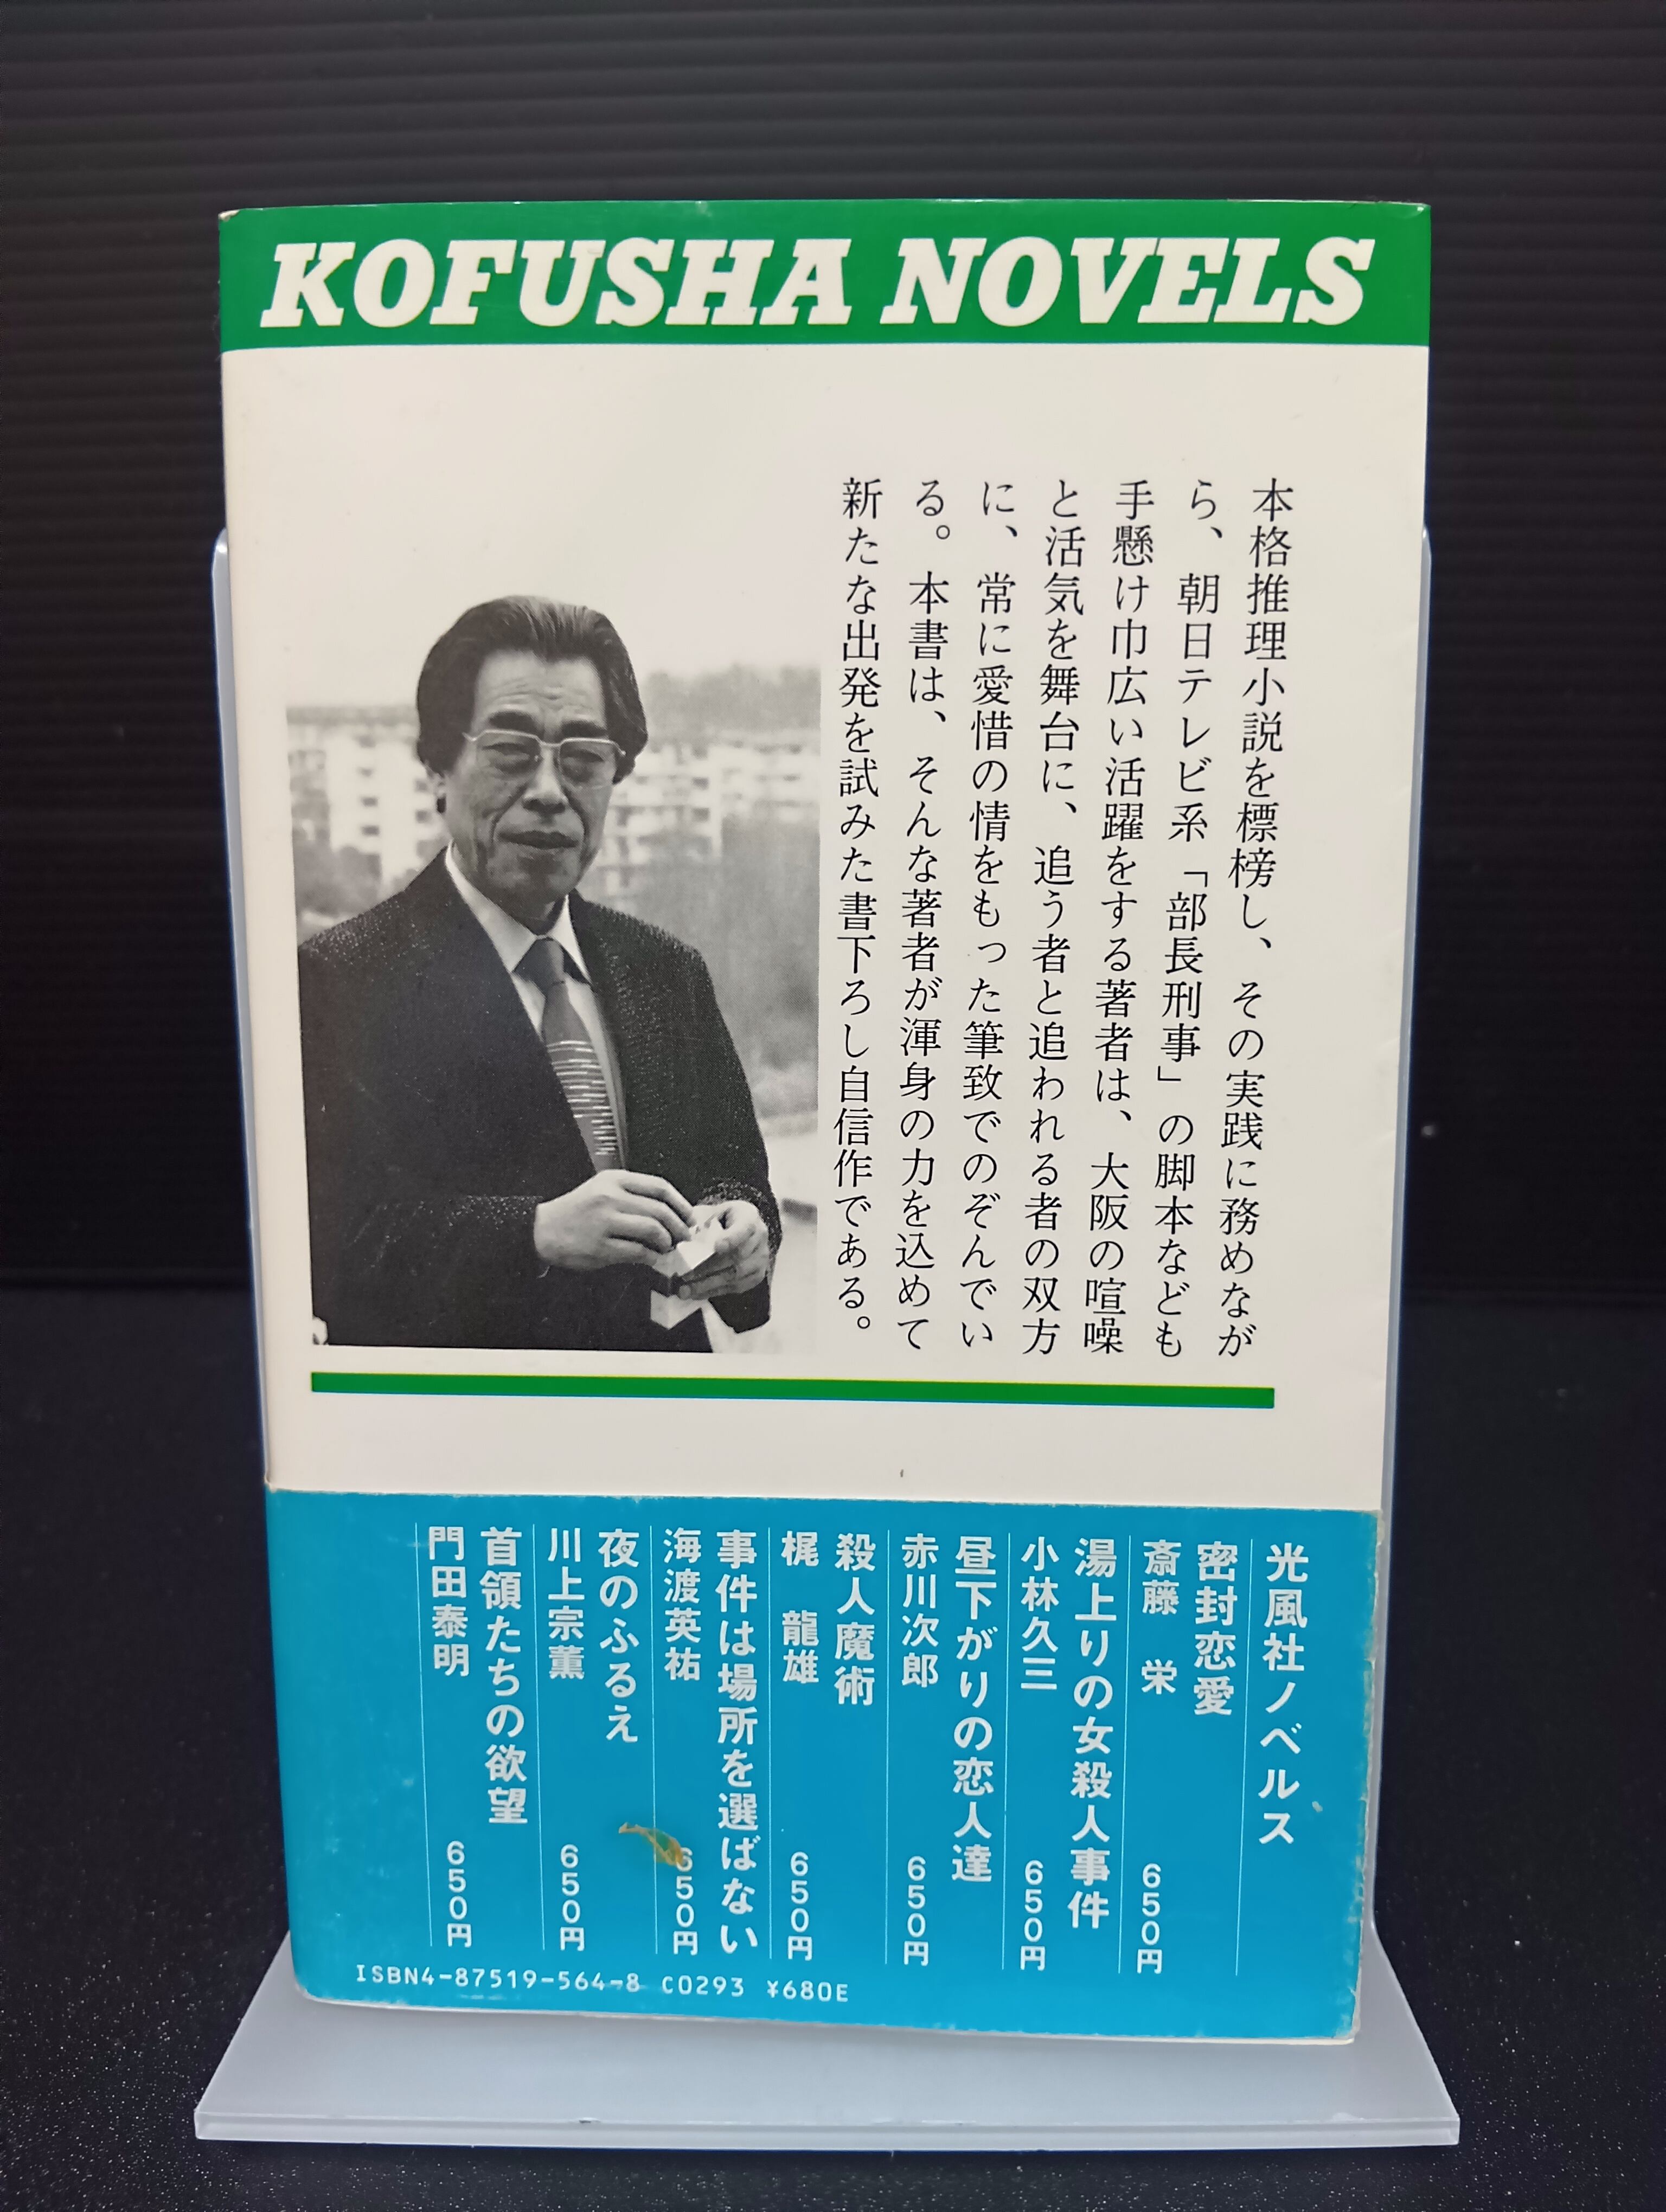 KOFUSHA NOVELS
本格推理小説を標榜し、その実践に務めなが
ら、朝日テレビ系「部長刑事」の脚本なども
手懸け巾広い活躍をする著者は、大阪の喧噪
と活気を舞台に、追う者と追われる者の双方
に、常に愛惜の情をもった筆致でのぞんでい
る。本書は、そんな著者が渾身の力を込めて
新たな出発を試みた書下ろし自信作である。
光風社ノベルス
密封恋愛
斎藤 栄 650円
湯上りの女殺人事件
小林久三 650円
昼下がりの恋人達
赤川次郎 650円
殺人魔術
梶 龍雄 650円
事件は場所を選ばない
海渡英祐 650円
夜のふるえ
川上宗薫 650円
首領たちの欲望
門田泰明 650円
ISBN4-87519-564-8 C0293 ¥680E